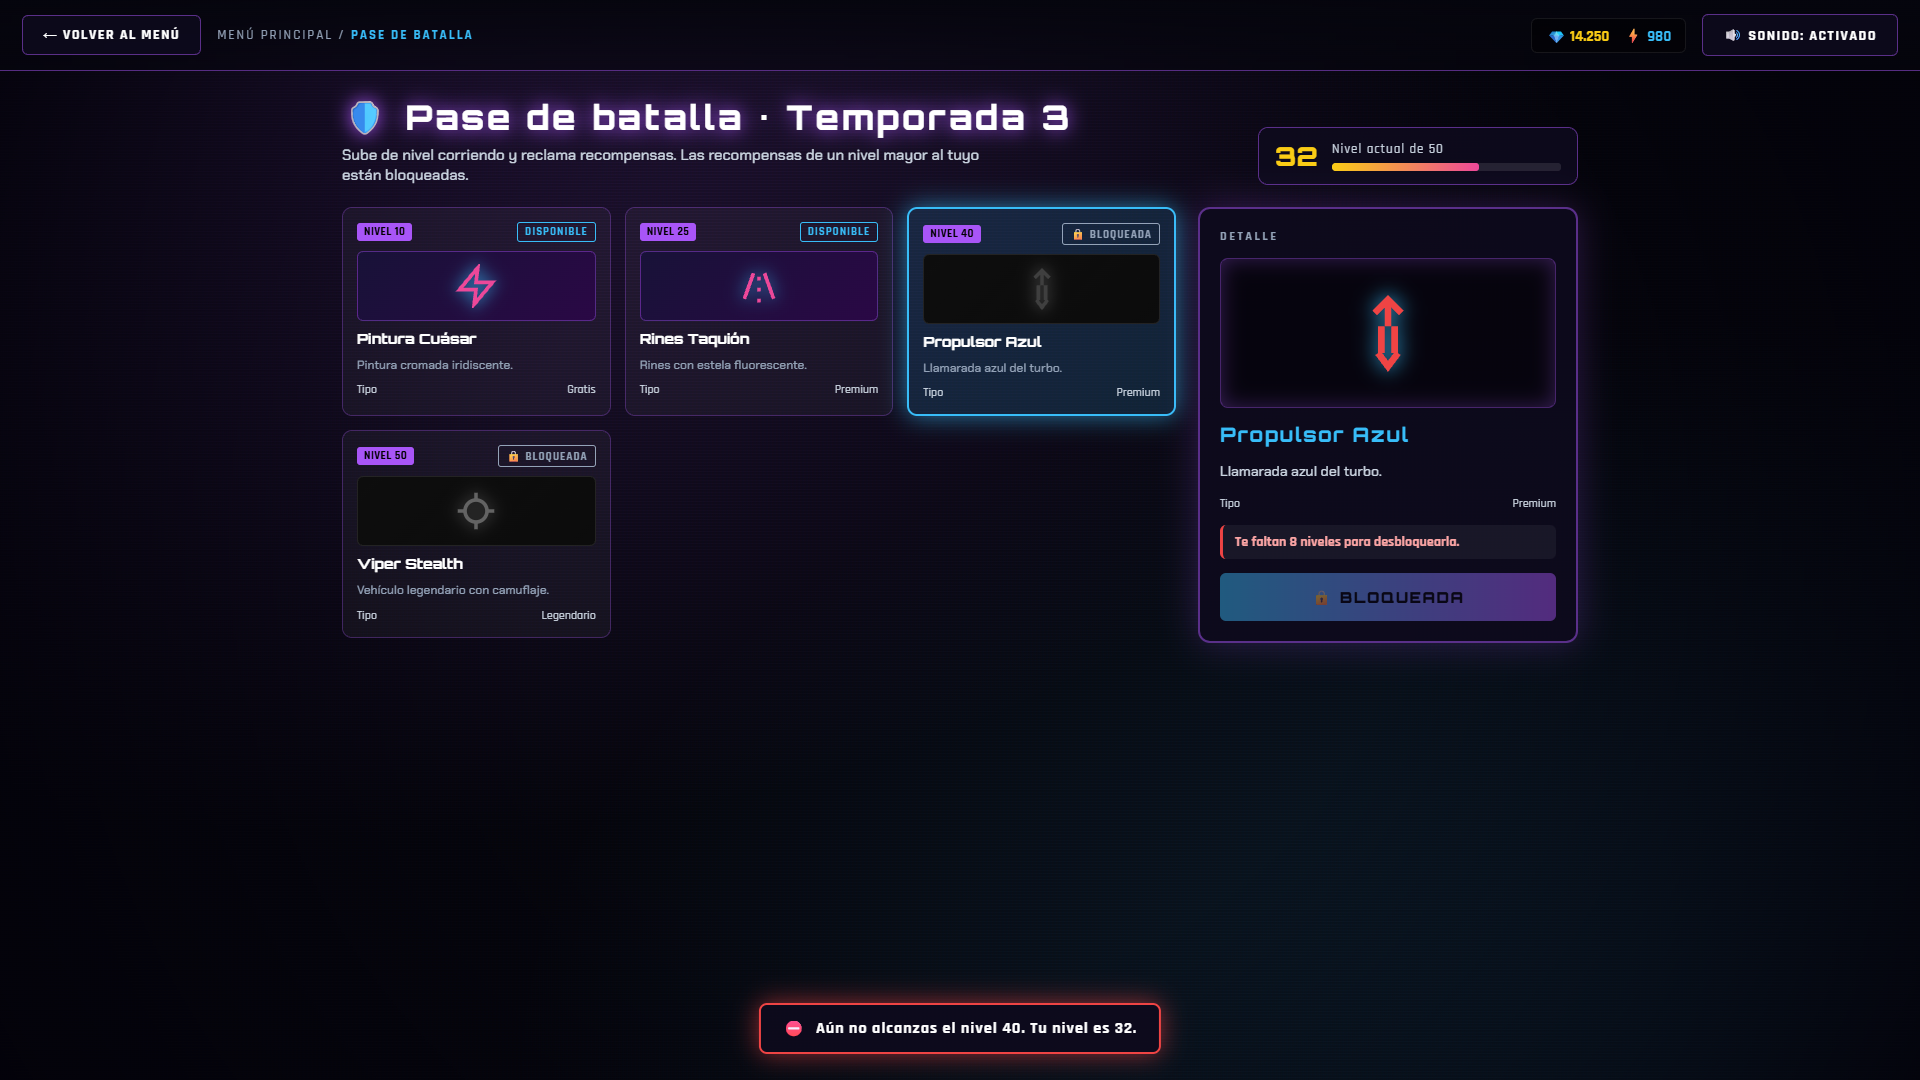 ← VOLVER AL MENÚ
MENÚ PRINCIPAL / PASE DE BATALLA
14.250
980
SONIDO: ACTIVADO
Pase de batalla · Temporada 3
Sube de nivel corriendo y reclama recompensas. Las recompensas de un nivel mayor al tuyo
están bloqueadas.
32
Nivel actual de 50
NIVEL 10
DISPONIBLE
Pintura Cuásar
Pintura cromada iridiscente.
Tipo
Gratis
NIVEL 25
DISPONIBLE
Rines Taquión
Rines con estela fluorescente.
Tipo
Premium
NIVEL 40
BLOQUEADA
Propulsor Azul
Llamarada azul del turbo.
Tipo
Premium
NIVEL 50
BLOQUEADA
Viper Stealth
Vehículo legendario con camuflaje.
Tipo
Legendario
DETALLE
Propulsor Azul
Llamarada azul del turbo.
Tipo
Premium
Te faltan 8 niveles para desbloquearla.
BLOQUEADA
Aún no alcanzas el nivel 40. Tu nivel es 32.